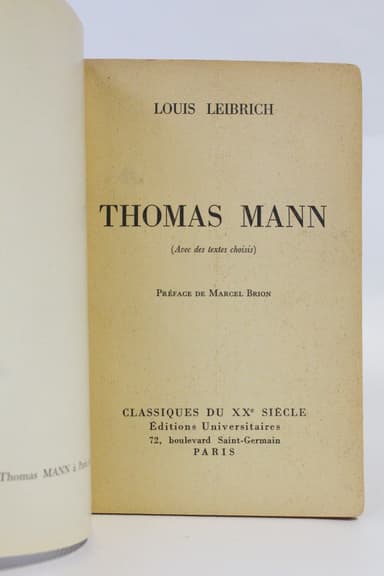 LOUIS LEIBRICH
THOMAS MANN
(Avec des textes choisis)
PRÉFACE DE MARCEL BRION
CLASSIQUES DU XXe SIÈCLE
Éditions Universitaires
72, boulevard Saint-Germain
PARIS
Thomas MANN à